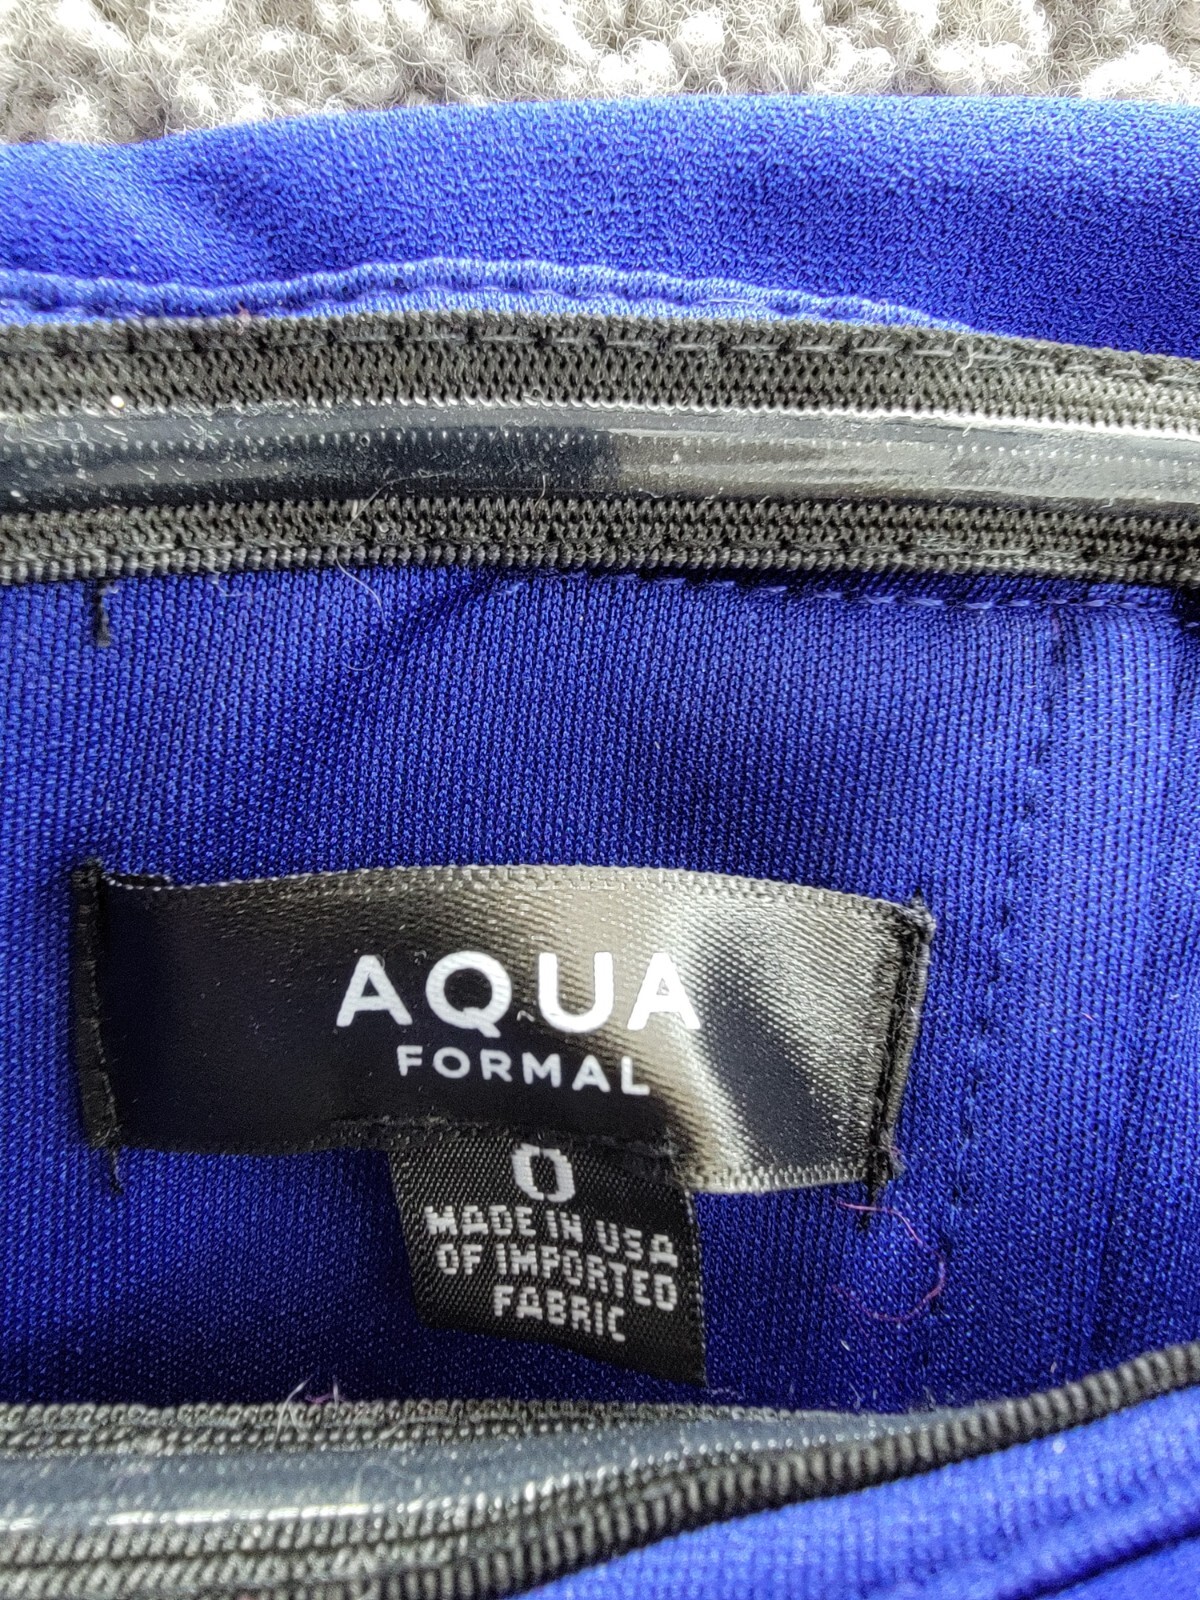 AQUA
FORMAL
0
MADE IN USA
OF IMPORTED
FABRIC